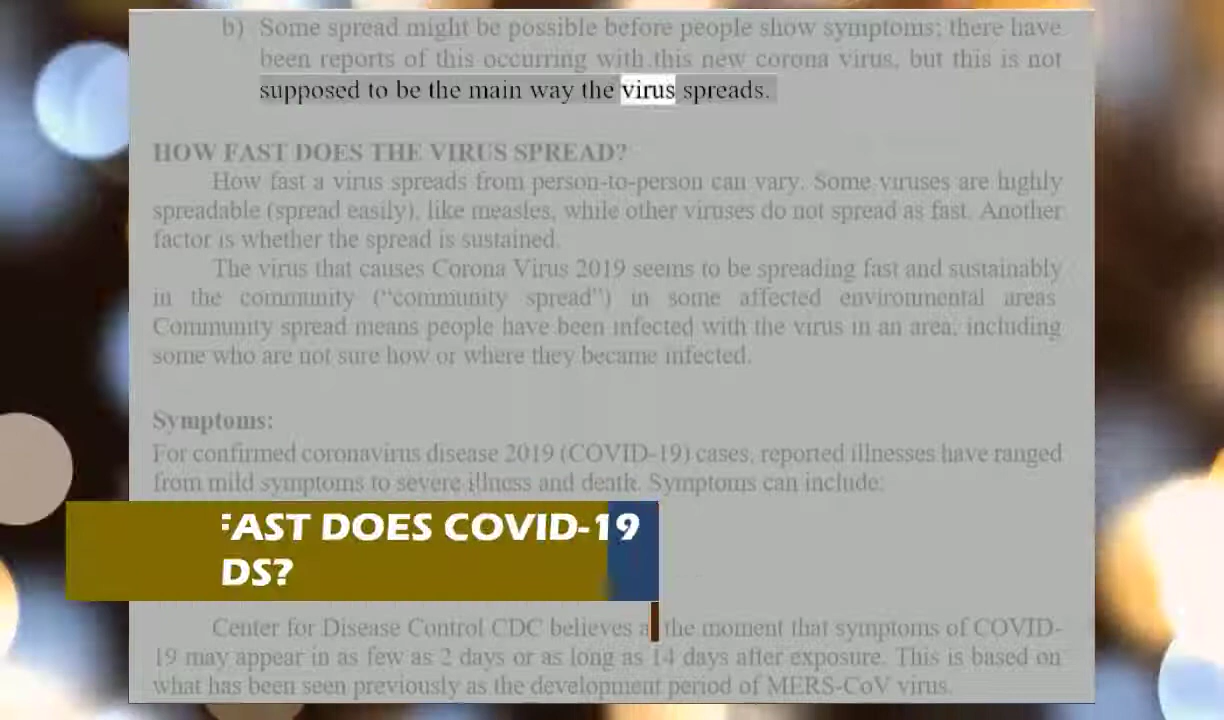 b) Some spread might be possible before people show symptoms; there have
been reports of this occurring with this new corona virus, but this is not
supposed to be the main way the virus spreads.
HOW FAST DOES THE VIRUS SPREAD?
How fast a virus spreads from person-to-person can vary. Some viruses are highly
spreadable (spread easily), like measles, while other viruses do not spread as fast. Another
factor is whether the spread is sustained.
The virus that causes Corona Virus 2019 seems to be spreading fast and sustainably
in the community (“community spread”) in some affected environmental areas.
Community spread means people have been infected with the virus in an area, including
some who are not sure how or where they became infected.
Symptoms:
For confirmed coronavirus disease 2019 (COVID-19) cases, reported illnesses have ranged
from mild symptoms to severe illness and death. Symptoms can include:
FAST DOES COVID-19
DS?
Center for Disease Control CDC believes at the moment that symptoms of COVID-
19 may appear in as few as 2 days or as long as 14 days after exposure. This is based on
what has been seen previously as the development period of MERS-CoV virus.